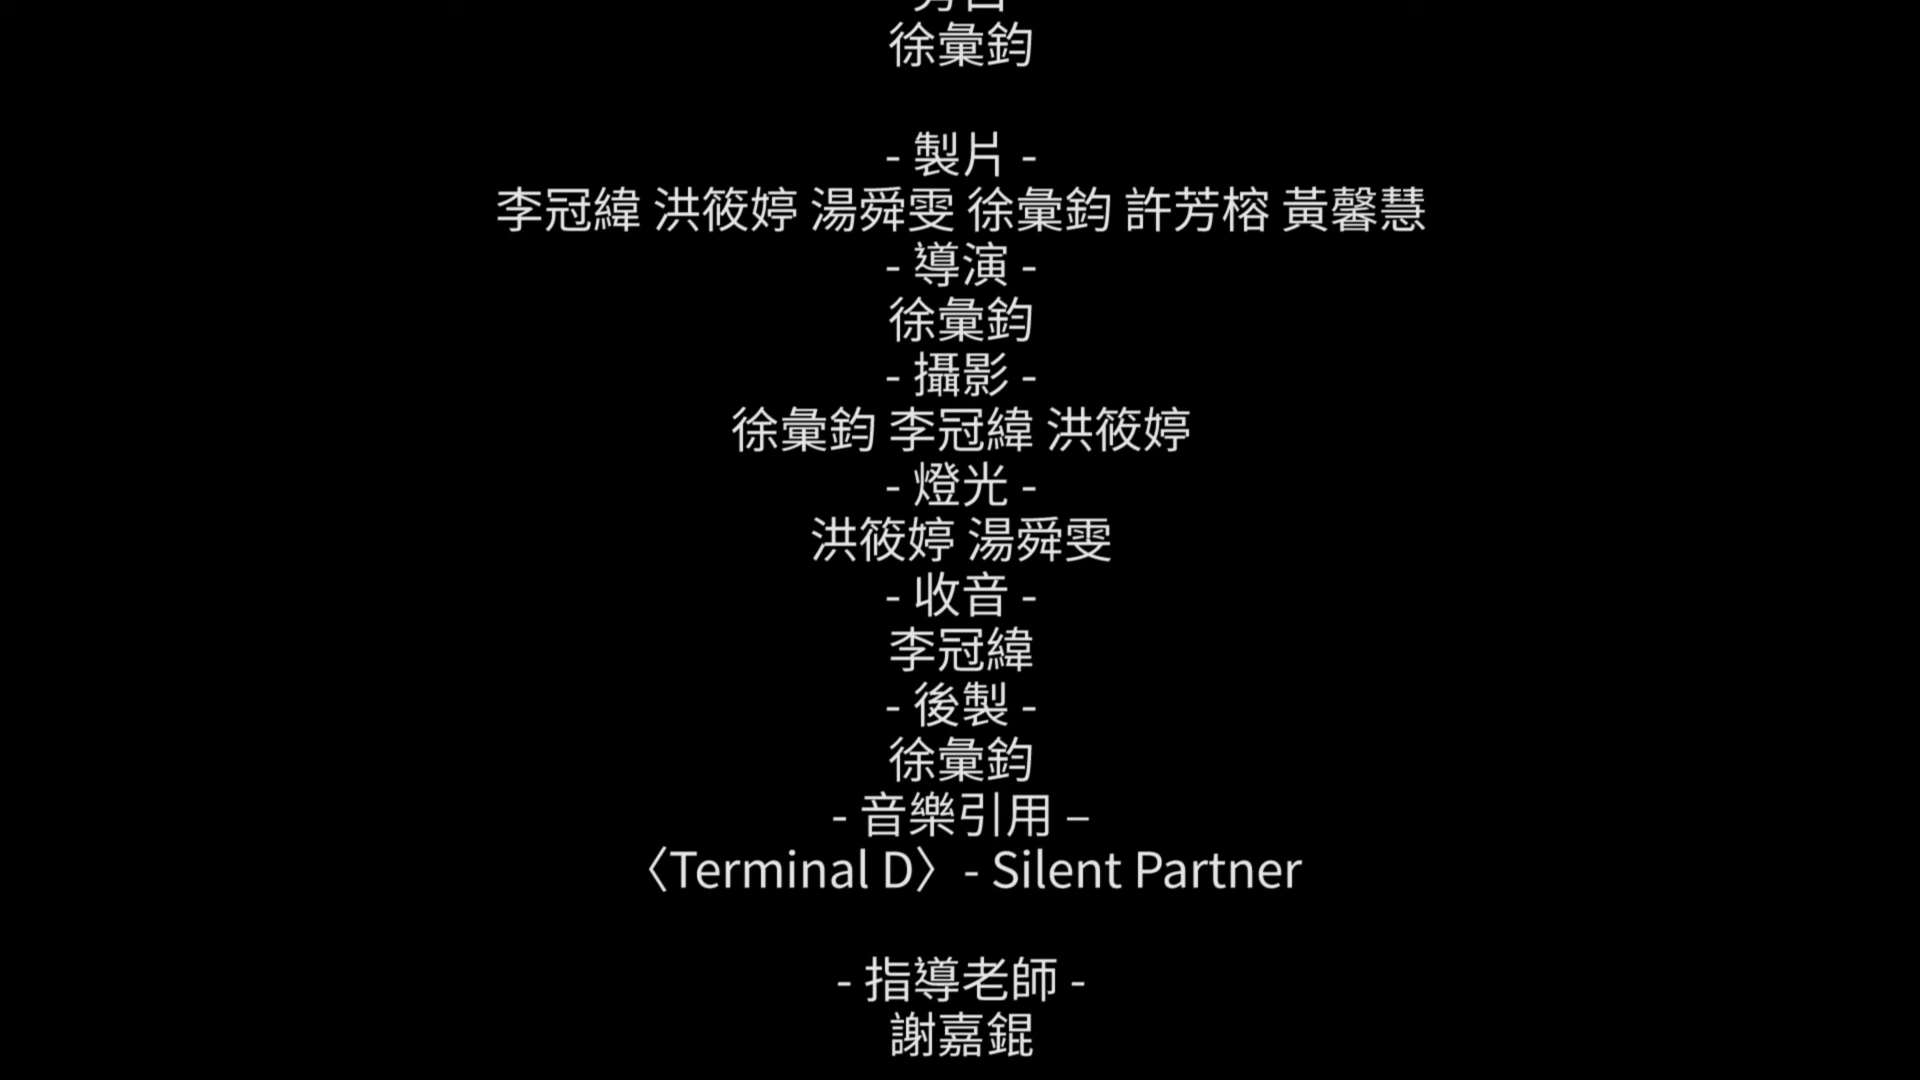 徐彙鈞
- 製片 -
李冠緯 洪筱婷 湯舜雯 徐彙鈞 許芳榕 黃馨慧
- 導演 -
徐彙鈞
- 攝影 -
徐彙鈞 李冠緯 洪筱婷
- 燈光 -
洪筱婷 湯舜雯
- 收音 -
李冠緯
- 後製 -
徐彙鈞
- 音樂引用 –
〈Terminal D〉- Silent Partner
- 指導老師 -
謝嘉錕